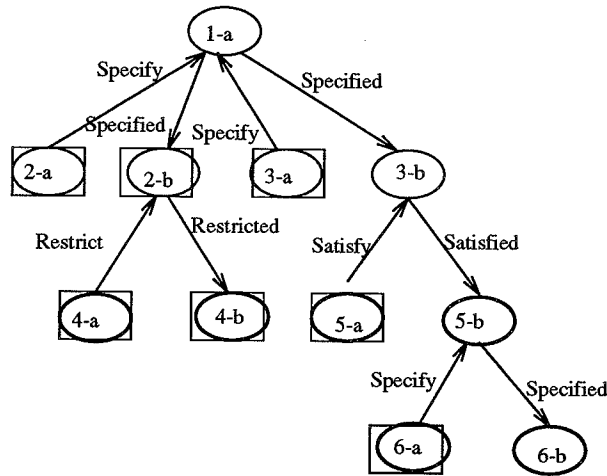 1-a
Specify
Specified
Specified
Specify
2-a
2-b
3-a
3-b
Restrict
Restricted
Satisfy
Satisfied
4-a
4-b
5-a
5-b
Specify
Specified
6-a
6-b